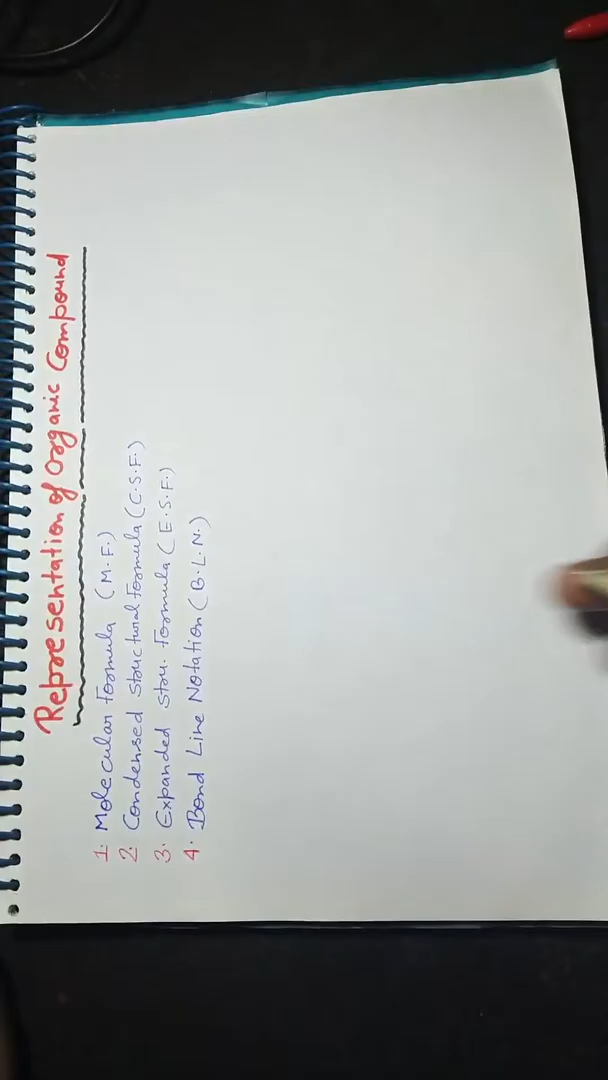 Representation of Organic Compound
1. Molecular Formula (M.F.)
2. Condensed Structural Formula (C.S.F.)
3. Expanded Stru. Formula (E.S.F.)
4. Bond Line Notation (B.L.N.)